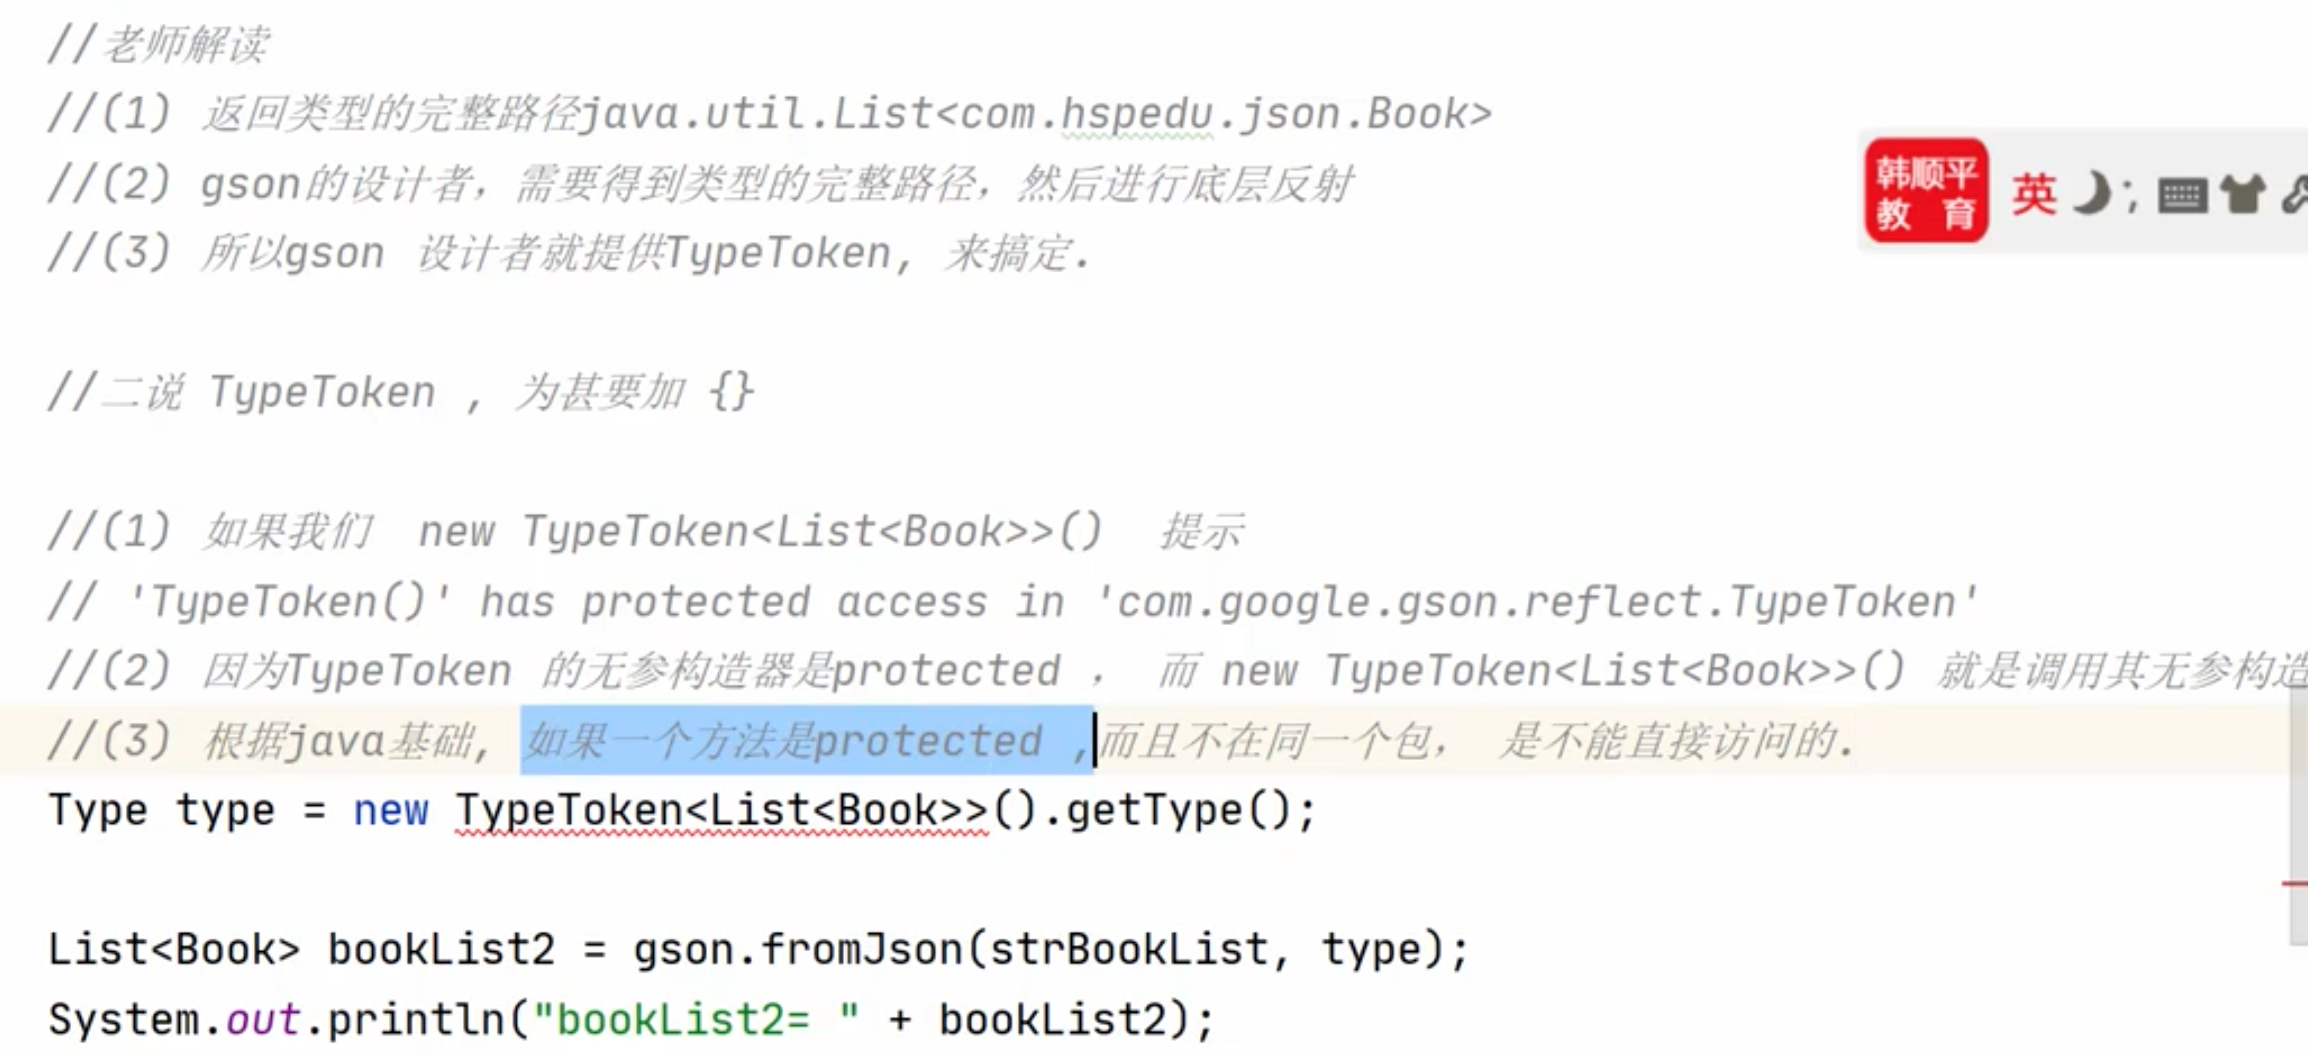 //老师解读
//(1) 返回类型的完整路径java.util.List<com.hspedu.json.Book>
//(2) gson的设计者，需要得到类型的完整路径，然后进行底层反射
//(3) 所以gson 设计者就提供TypeToken, 来搞定.
韩顺平
教 育
英
//二说 TypeToken , 为甚要加 {}
//(1) 如果我们  new TypeToken<List<Book>>()  提示
// 'TypeToken()' has protected access in 'com.google.gson.reflect.TypeToken'
//(2) 因为TypeToken 的无参构造器是protected ， 而 new TypeToken<List<Book>>() 就是调用其无参构造
//(3) 根据java基础, 如果一个方法是protected ,而且不在同一个包， 是不能直接访问的.
Type type = new TypeToken<List<Book>>().getType();
List<Book> bookList2 = gson.fromJson(strBookList, type);
System.out.println("bookList2= " + bookList2);